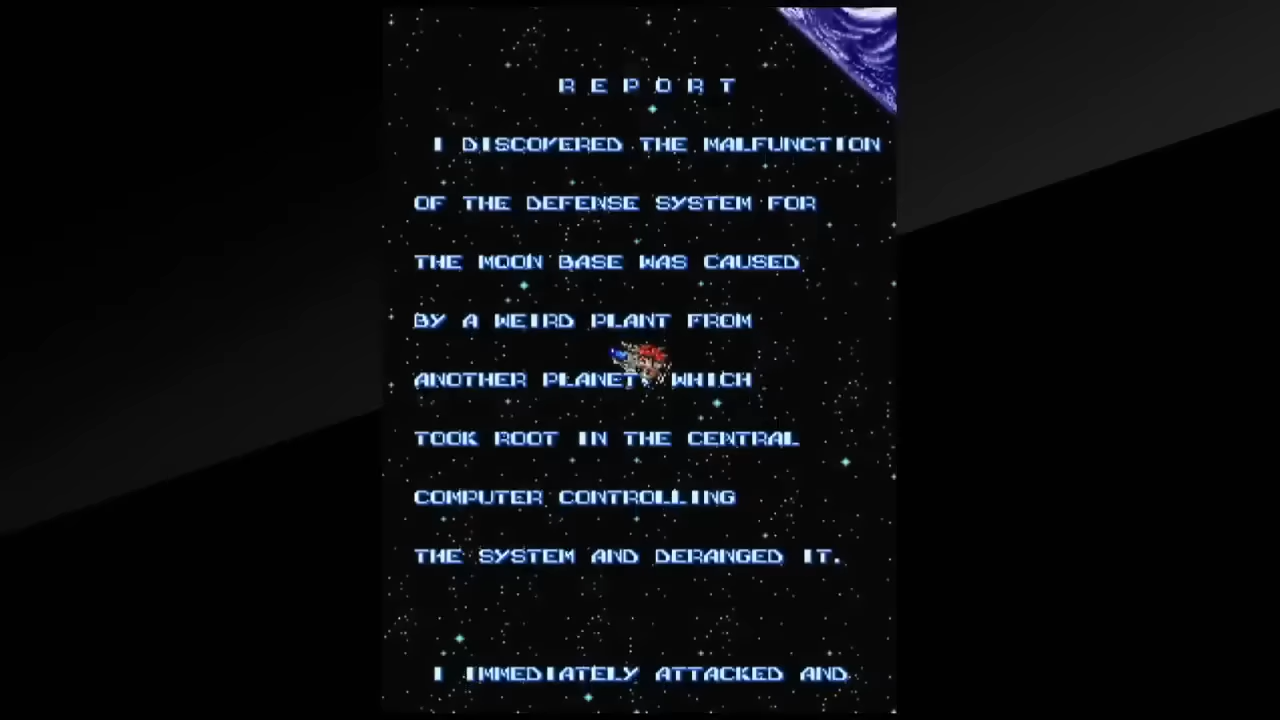 REPORT
I DISCOVERED THE MALFUNCTION
OF THE DEFENSE SYSTEM FOR
THE MOON BASE WAS CAUSED
BY A WEIRD PLANT FROM
ANOTHER PLANET, WHICH
TOOK ROOT IN THE CENTRAL
COMPUTER CONTROLLING
THE SYSTEM AND DERANGED IT.
I IMMEDIATELY ATTACKED AND